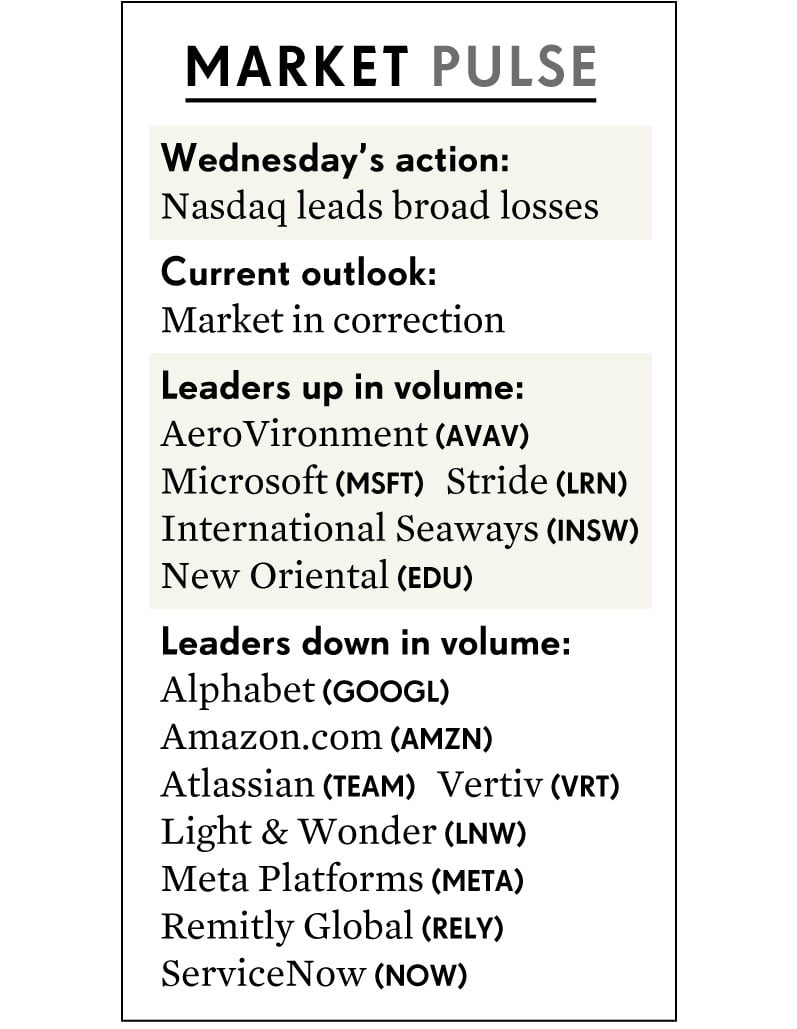 MARKET PULSE
Wednesday’s action:
Nasdaq leads broad losses
Current outlook:
Market in correction
Leaders up in volume:
AeroVironment (AVAV)
Microsoft (MSFT) Stride (LRN)
International Seaways (INSW)
New Oriental (EDU)
Leaders down in volume:
Alphabet (GOOGL)
Amazon.com (AMZN)
Atlassian (TEAM) Vertiv (VRT)
Light & Wonder (LNW)
Meta Platforms (META)
Remitly Global (RELY)
ServiceNow (NOW)